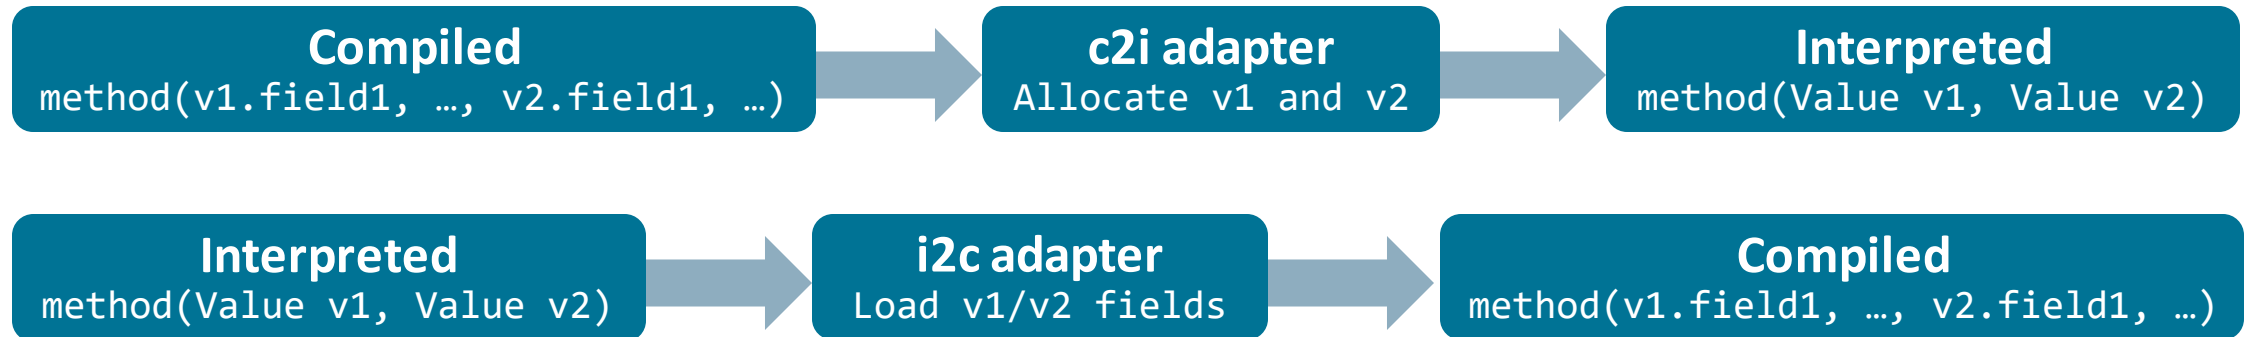 Compiled
method(v1.field1, …, v2.field1, …)
c2i adapter
Allocate v1 and v2
Interpreted
method(Value v1, Value v2)
Interpreted
method(Value v1, Value v2)
i2c adapter
Load v1/v2 fields
Compiled
method(v1.field1, …, v2.field1, …)